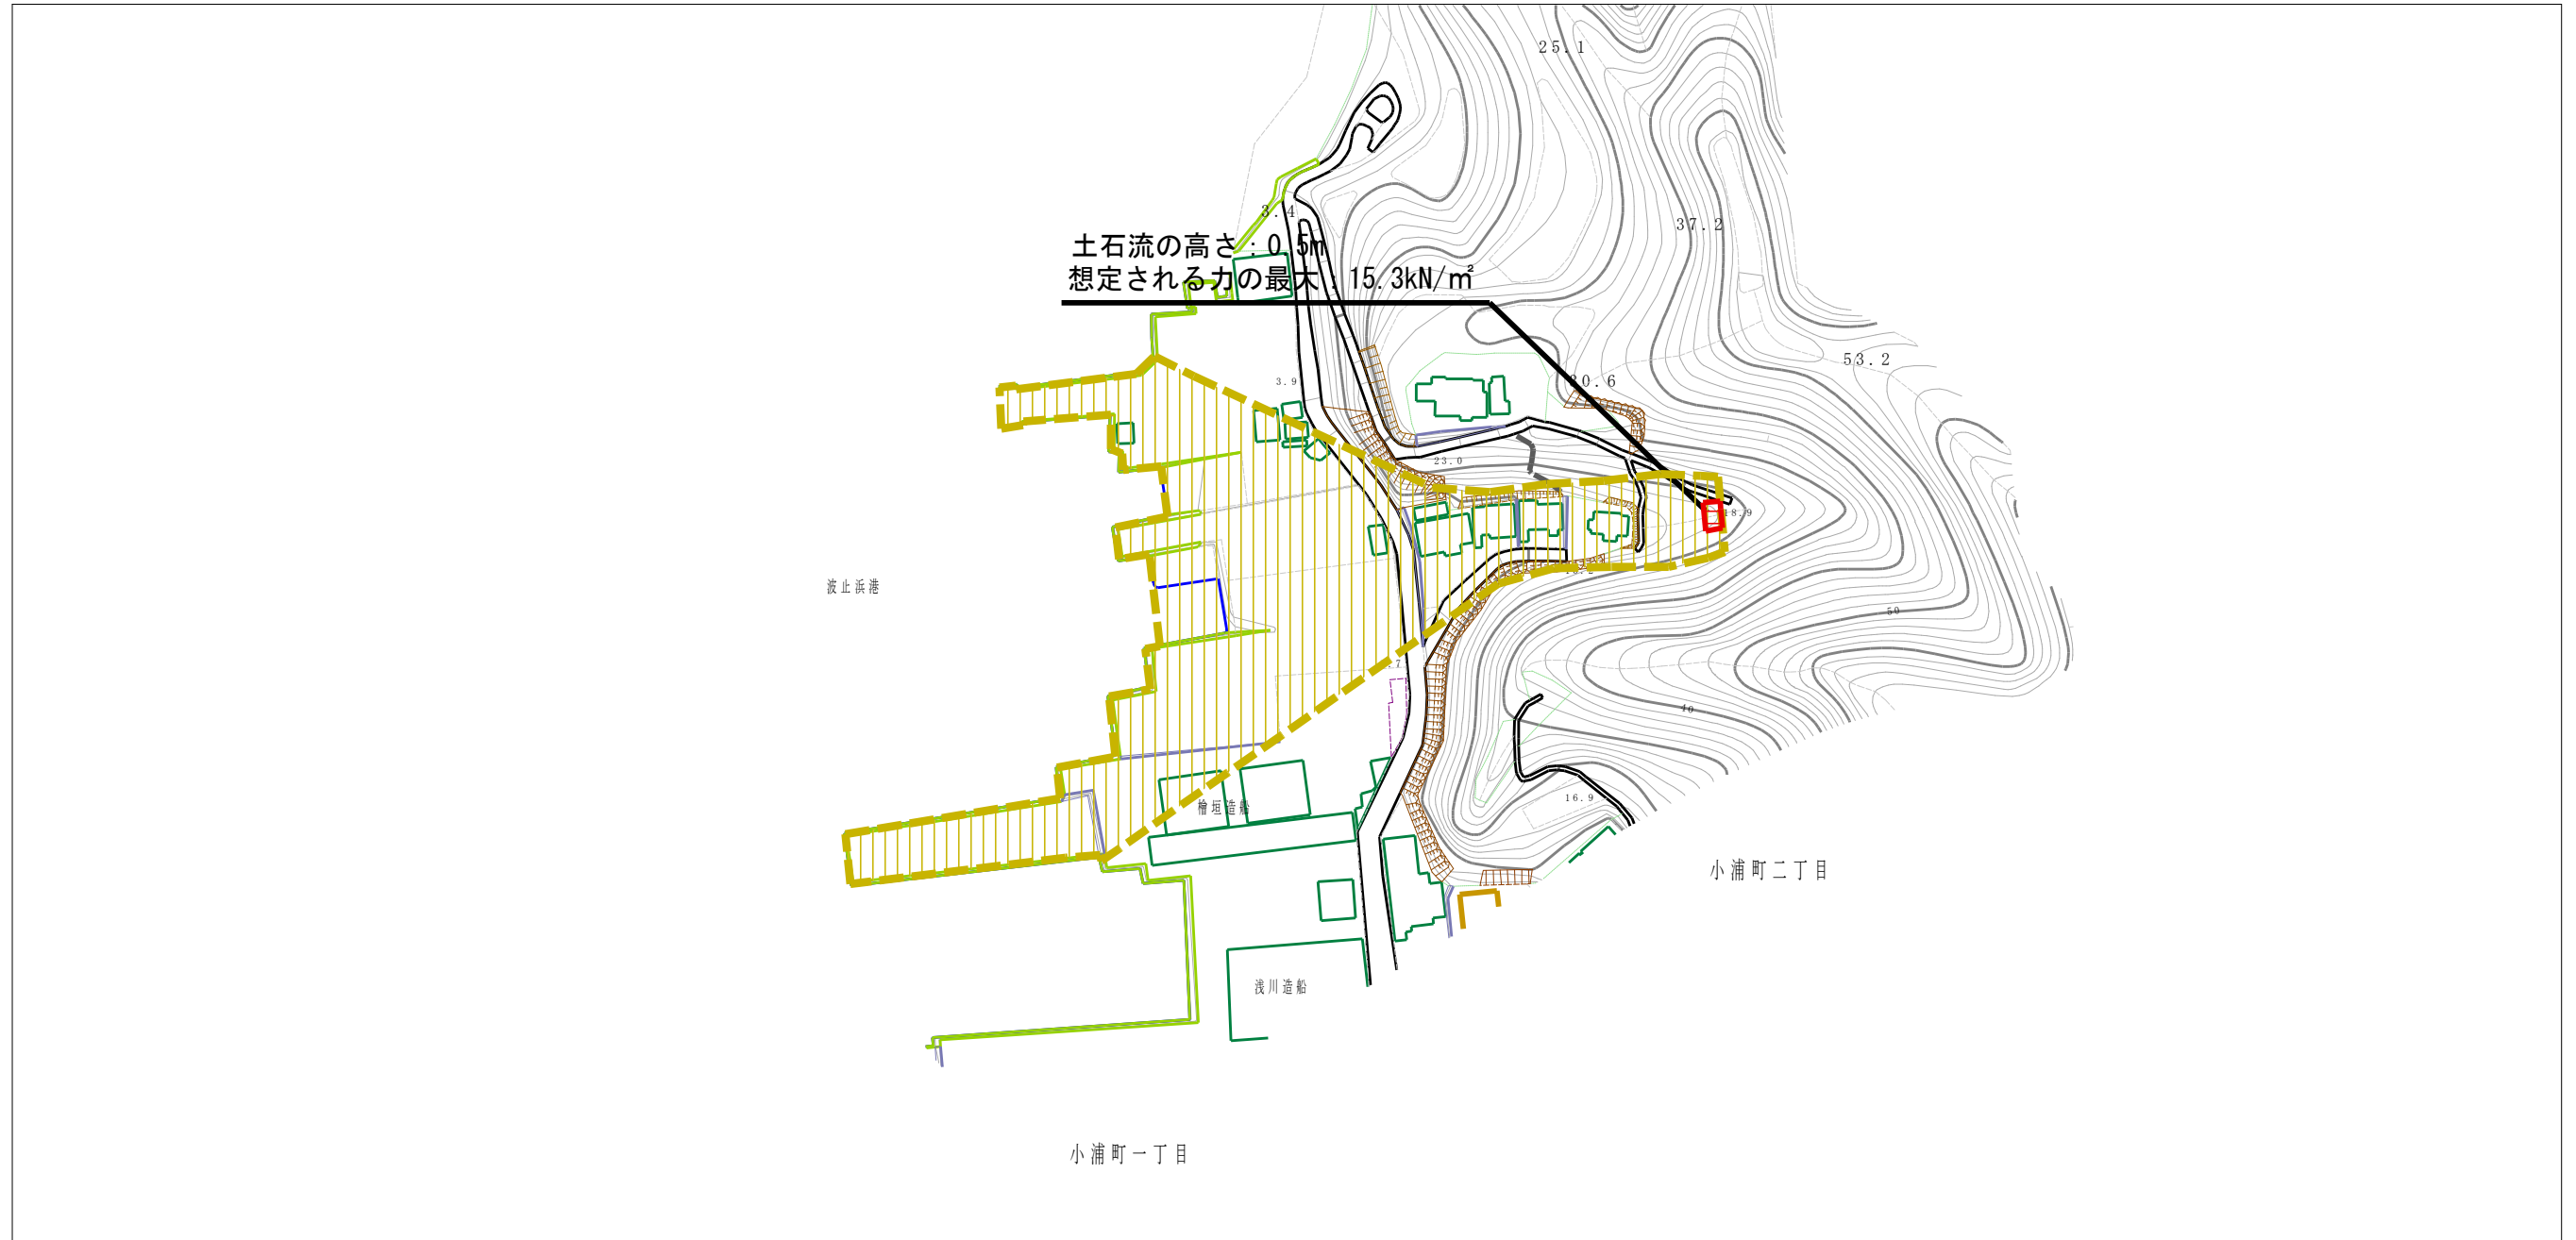 25.1
3.4
37.2
土石流の高さ：0.5m
想定される力の最大：15.3kN/㎡
53.2
3.9
30.6
23.0
18.9
波止浜港
50
40
檜垣造船
16.9
小浦町二丁目
浅川造船
小浦町一丁目